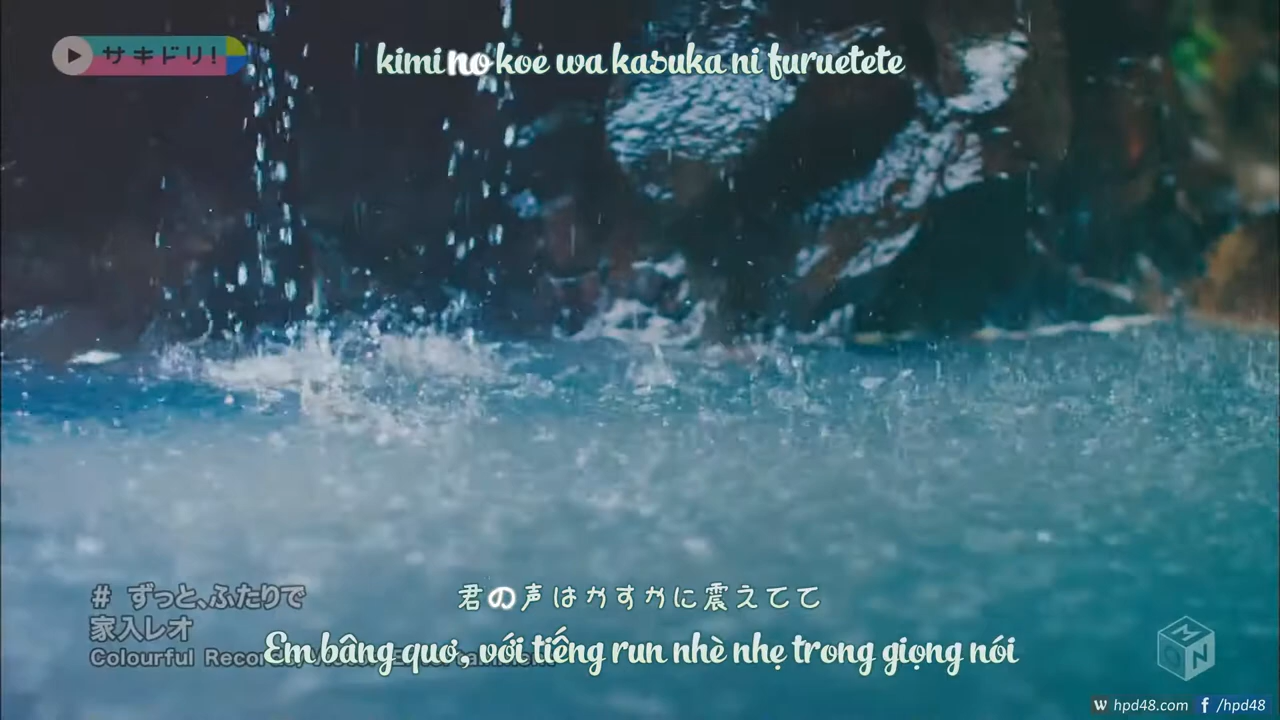 サキドリ!
kimi no koe wa kasuka ni furuetete
# ずっと、ふたりで
家入レオ
君の声はかすかに震えてて
Em bâng quơ, với tiếng run nhè nhẹ trong giọng nói
Colourful Recor
M ON
W hpd48.com f /hpd48